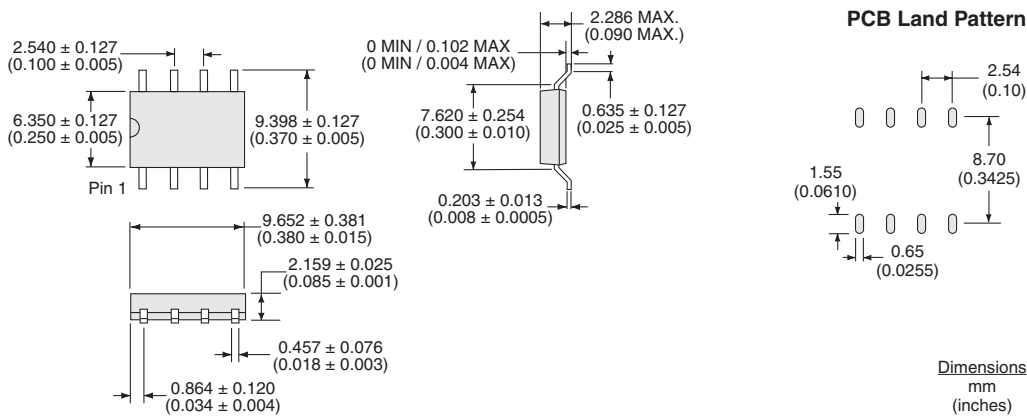 2.540 ± 0.127
(0.100 ± 0.005)
6.350 ± 0.127
(0.250 ± 0.005)
9.398 ± 0.127
(0.370 ± 0.005)
Pin 1
9.652 ± 0.381
(0.380 ± 0.015)
2.159 ± 0.025
(0.085 ± 0.001)
0.457 ± 0.076
(0.018 ± 0.003)
0.864 ± 0.120
(0.034 ± 0.004)
2.286 MAX.
(0.090 MAX.)
0 MIN / 0.102 MAX
(0 MIN / 0.004 MAX)
7.620 ± 0.254
(0.300 ± 0.010)
0.635 ± 0.127
(0.025 ± 0.005)
0.203 ± 0.013
(0.008 ± 0.0005)
PCB Land Pattern
2.54
(0.10)
8.70
(0.3425)
1.55
(0.0610)
0.65
(0.0255)
Dimensions
mm
(inches)